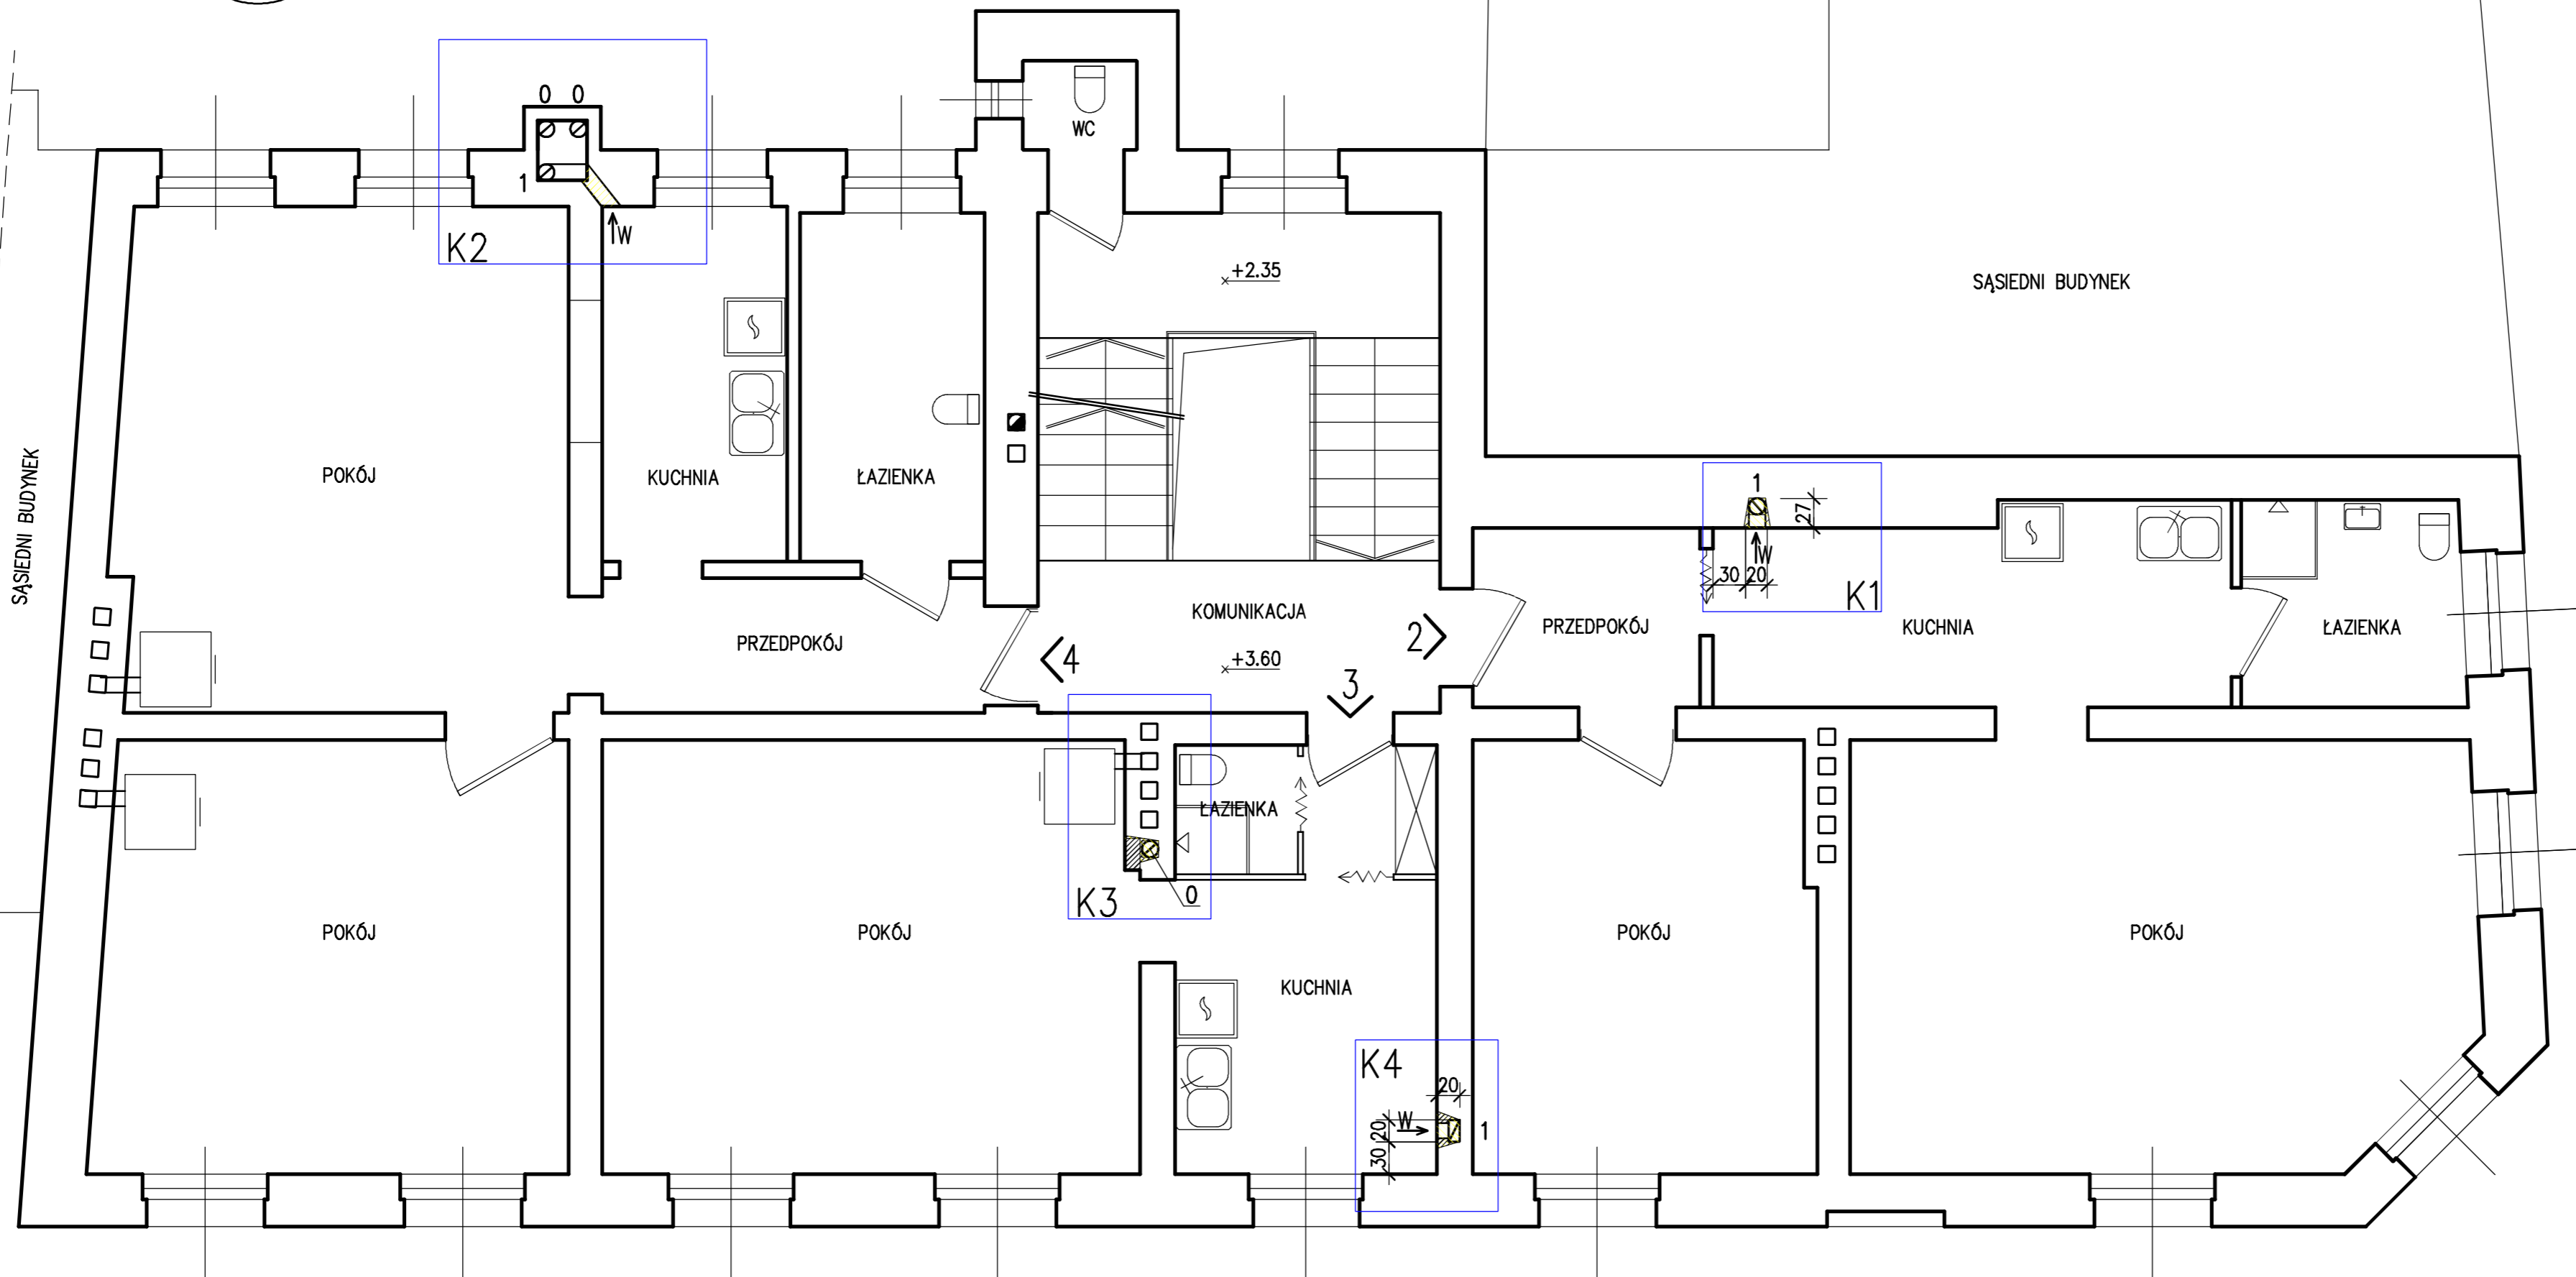 0 0
1
W
K2
WC
+2.35
SĄSIEDNI BUDYNEK
SĄSIEDNI BUDYNEK
POKÓJ
KUCHNIA
ŁAZIENKA
1
27
W
30 20
K1
KOMUNIKACJA
PRZEDPOKÓJ
4
+3.60
2
3
PRZEDPOKÓJ
KUCHNIA
ŁAZIENKA
ŁAZIENKA
K3
0
POKÓJ
POKÓJ
POKÓJ
POKÓJ
KUCHNIA
K4
20
W
20
30
1